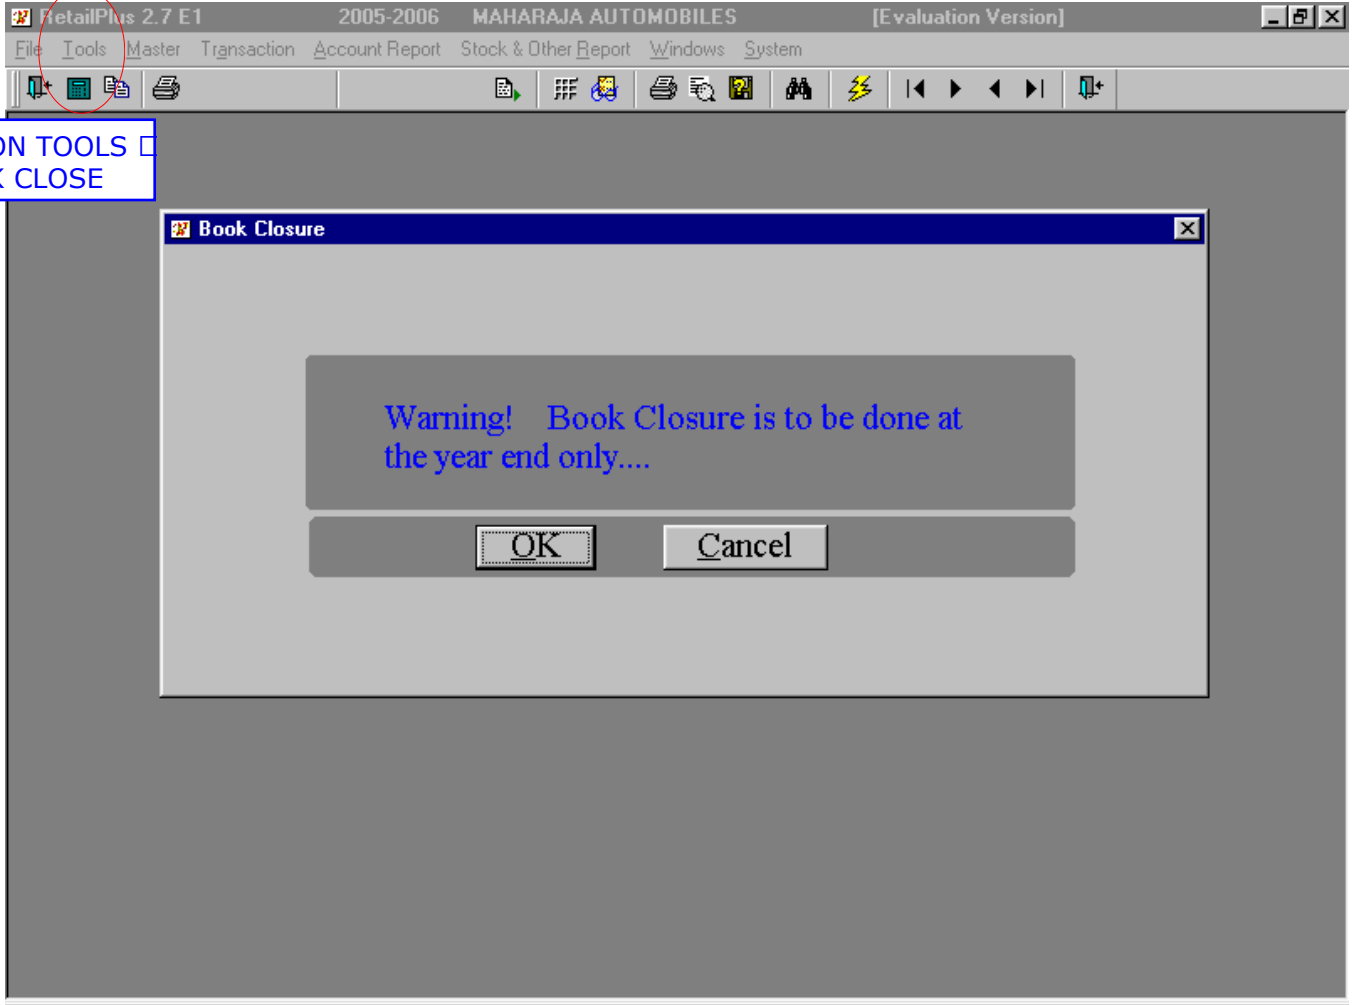 RetailPlus 2.7 E1 2005-2006 MAHARAJA AUTOMOBILES [Evaluation Version]
File Tools Master Transaction Account Report Stock & Other Report Windows System
ON TOOLS
CLOSE
Book Closure
Warning! Book Closure is to be done at
the year end only....
OK Cancel